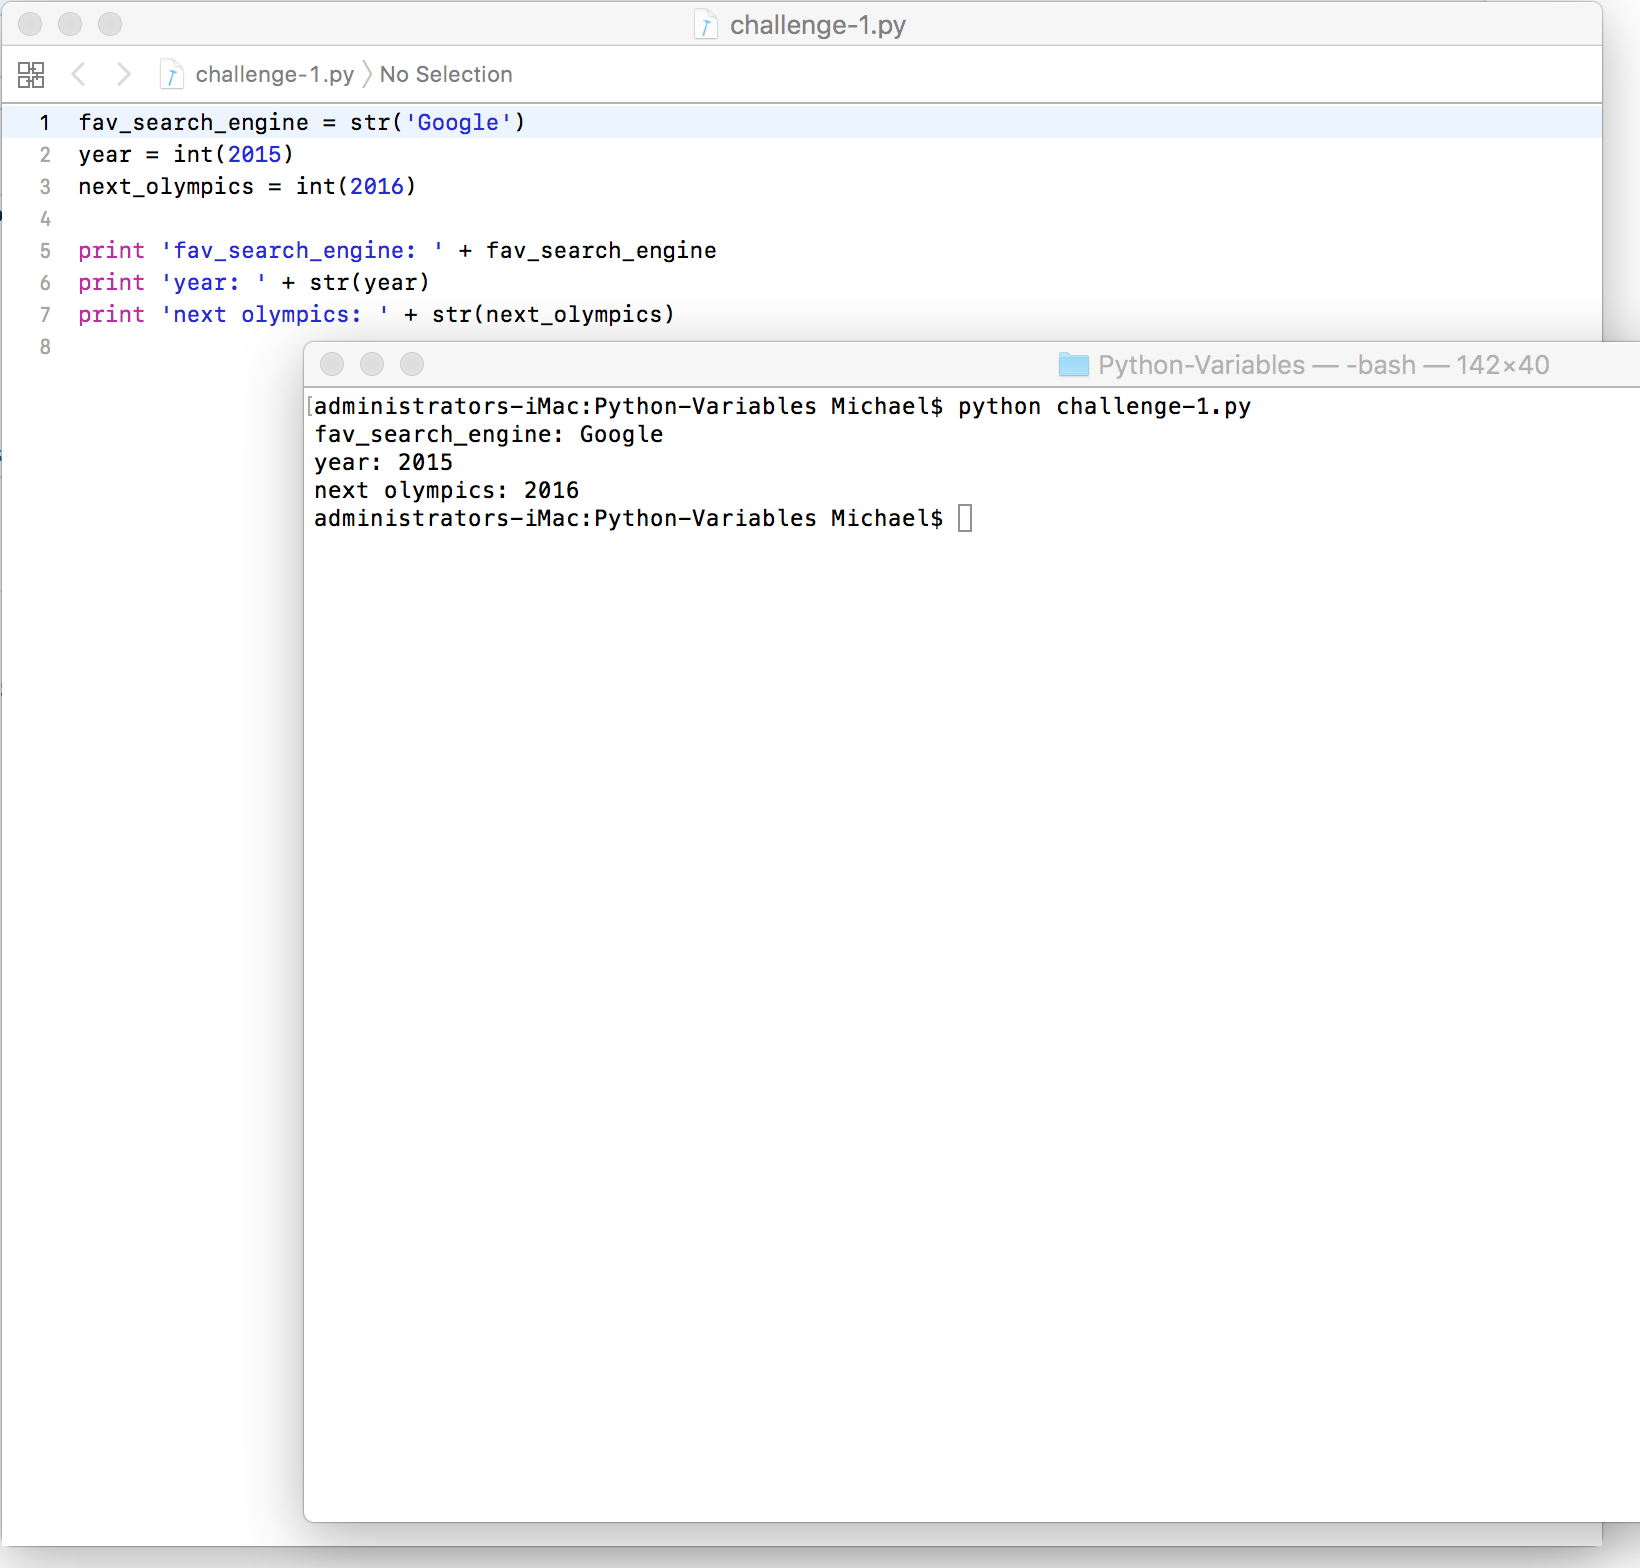 challenge-1.py
challenge-1.py No Selection
1 fav_search_engine = str('Google')
2 year = int(2015)
3 next_olympics = int(2016)
4
5 print 'fav_search_engine: ' + fav_search_engine
6 print 'year: ' + str(year)
7 print 'next olympics: ' + str(next_olympics)
8
Python-Variables — -bash — 142×40
[administrators-iMac:Python-Variables Michael$ python challenge-1.py
fav_search_engine: Google
year: 2015
next olympics: 2016
administrators-iMac:Python-Variables Michael$